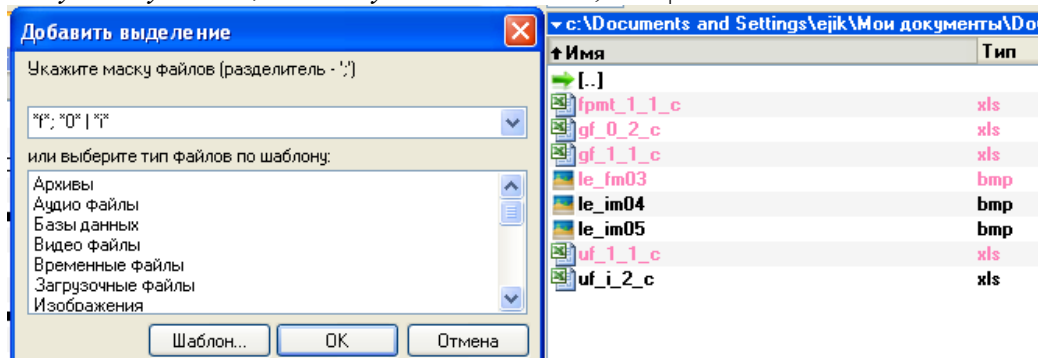 Добавить выделение
Укажите маску файлов (разделитель - ';')
*f*; *0* | *i*
или выберите тип файлов по шаблону:
Архивы
Аудио файлы
Базы данных
Видео файлы
Временные файлы
Загрузочные файлы
Изображения
Шаблон... OK Отмена
c:\Documents and Settings\ejik\Мои документы\Do
Имя Тип
[..]
fpmt_1_1_c xls
gf_0_2_c xls
gf_1_1_c xls
le_fm03 bmp
le_im04 bmp
le_im05 bmp
uf_1_1_c xls
uf_i_2_c xls